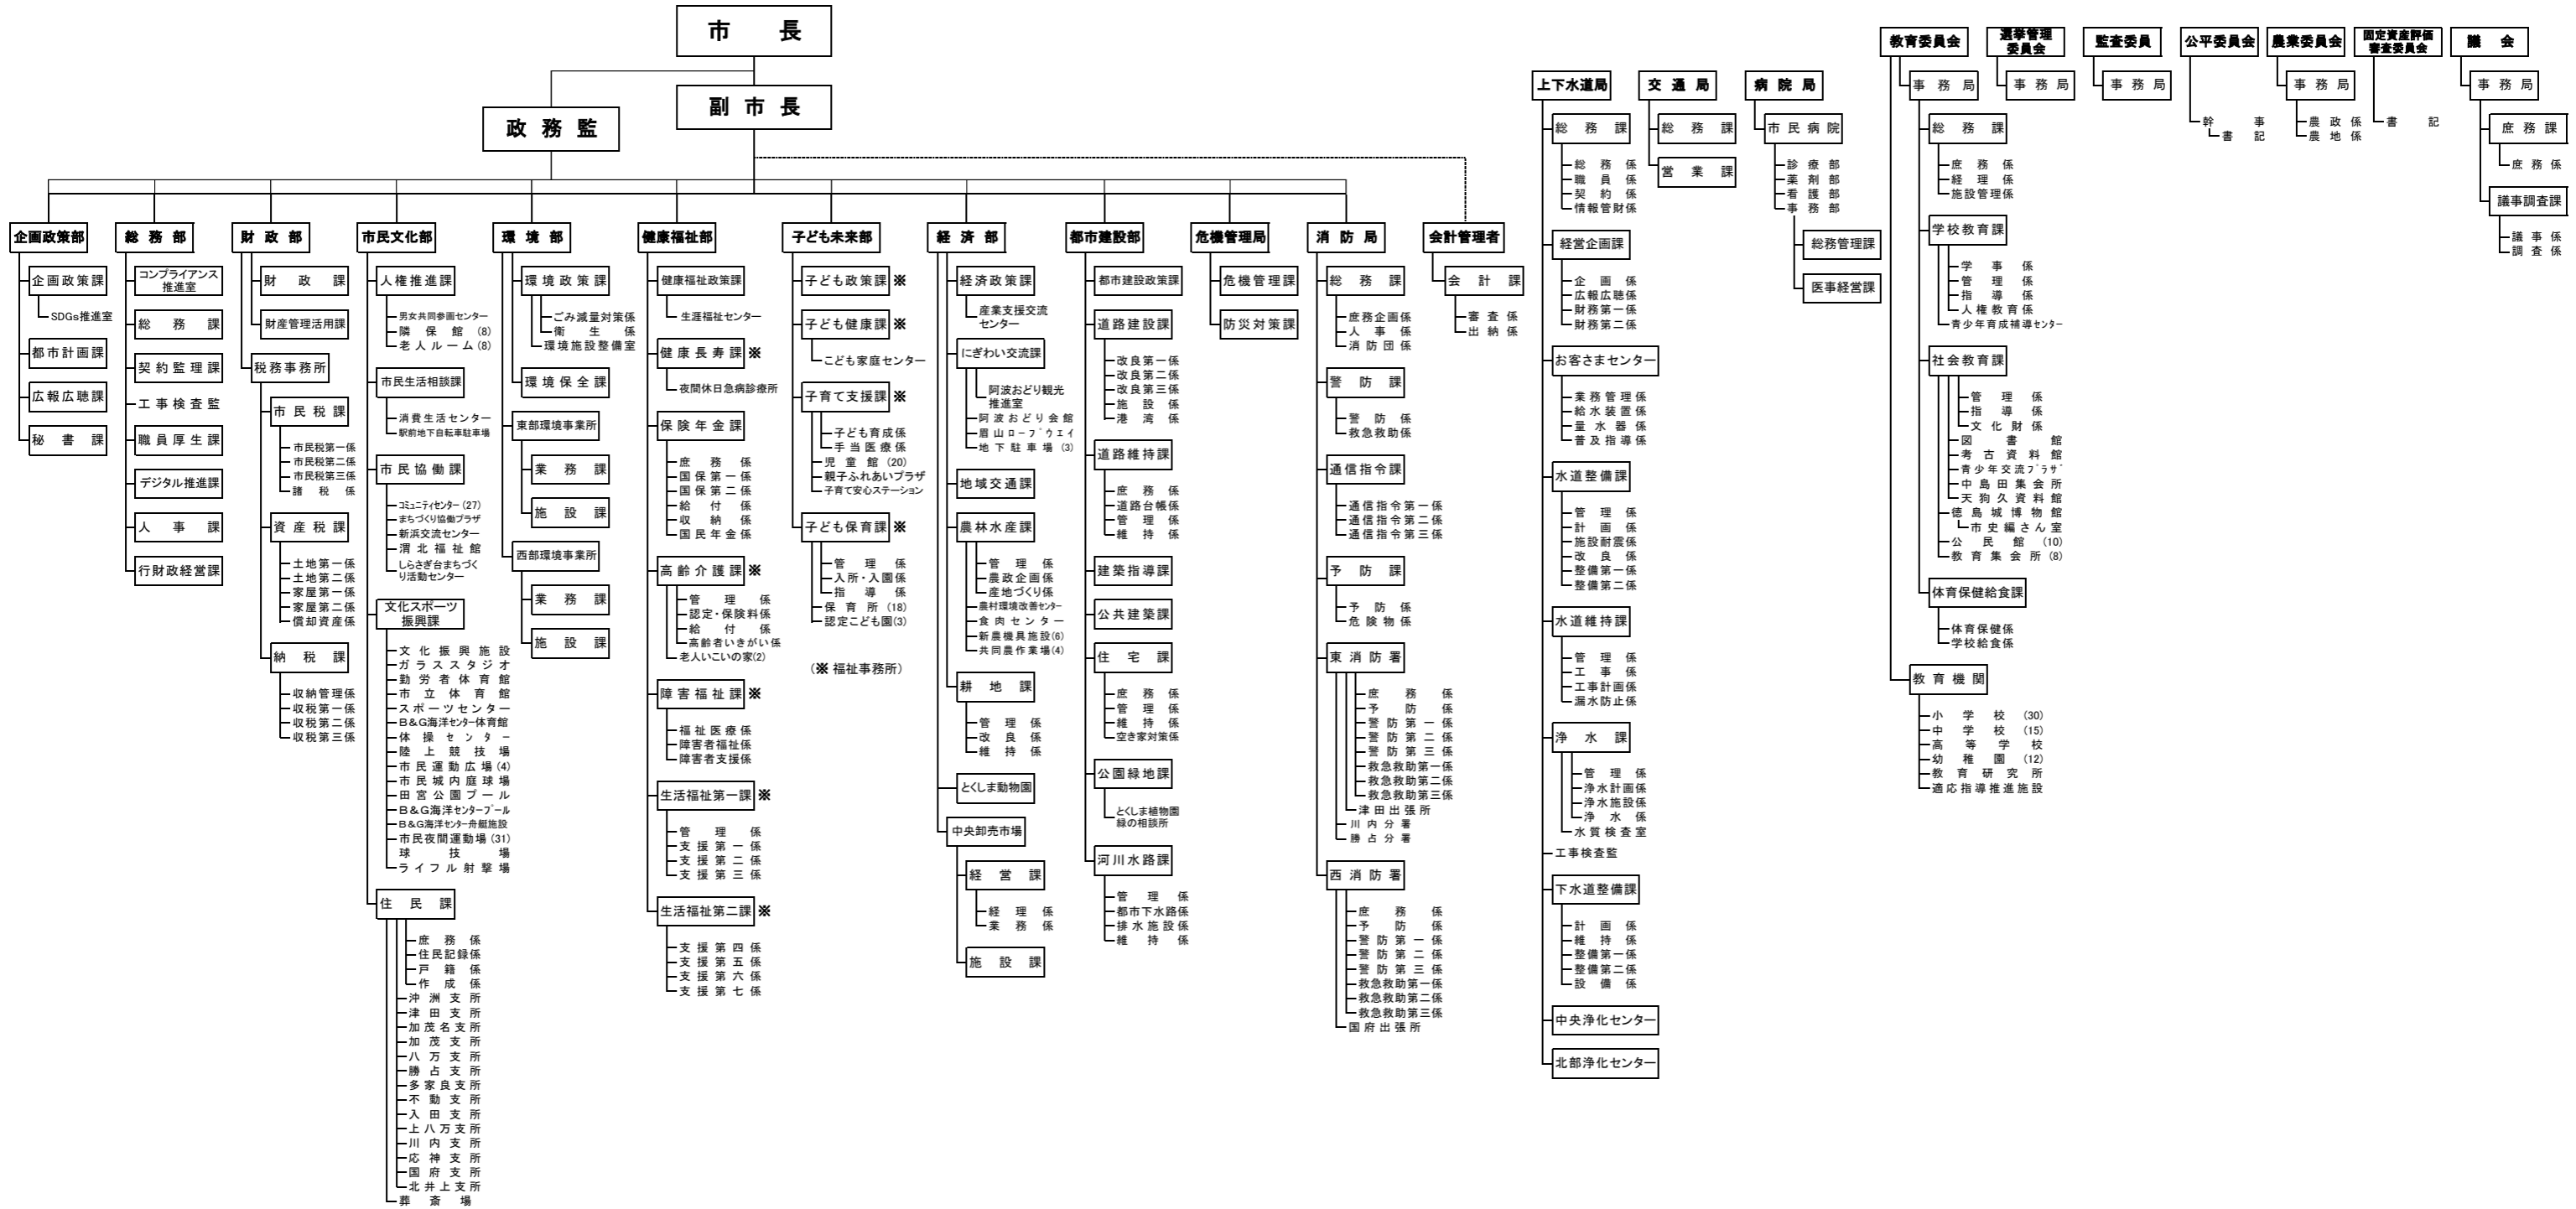 市長
副市長
政務監
企画政策部
企画政策課
SDGs推進室
都市計画課
広報広聴課
秘書課
総務部
コンプライアンス
推進室
総務課
契約監理課
工事検査監
職員厚生課
デジタル推進課
人事課
行財政経営課
財政部
財政課
財産管理活用課
税務事務所
市民税課
市民税第一係
市民税第二係
市民税第三係
諸税係
資産税課
土地第一係
土地第二係
家屋第一係
家屋第二係
償却資産係
納税課
収納管理係
収税第一係
収税第二係
収税第三係
市民文化部
人権推進課
男女共同参画センター
隣保館(8)
老人ルーム(8)
市民生活相談課
消費生活センター
駅前地下自転車駐車場
市民協働課
コミュニティセンター(27)
まちづくり協働プラザ
新浜交流センター
渭北福祉館
しらさぎ台まちづく
り活動センター
文化スポーツ
振興課
文化振興施設
ガラススタジオ
勤労者体育館
市立体育館
スポーツセンター
B&G海洋センター体育館
体操センター
陸上競技場
市民運動広場(4)
市民城内庭球場
田宮公園プール
B&G海洋センタープール
B&G海洋センター舟艇施設
市民夜間運動場(31)
球技場
ライフル射撃場
住民課
庶務係
住民記録係
戸籍係
作成係
沖洲支所
津田支所
加茂名支所
加茂支所
八万支所
勝占支所
多家良支所
不動支所
入田支所
上八万支所
川内支所
応神支所
国府支所
北井上支所
葬斎場
環境部
環境政策課
ごみ減量対策係
衛生係
環境施設整備室
環境保全課
東部環境事業所
業務課
施設課
西部環境事業所
業務課
施設課
健康福祉部
健康福祉政策課
生涯福祉センター
健康長寿課※
夜間休日急病診療所
保険年金課
庶務係
国保第一係
国保第二係
給付係
収納係
国民年金係
高齢介護課※
管理係
認定・保険料係
給付係
高齢者いきがい係
老人いこいの家(2)
障害福祉課※
福祉医療係
障害者福祉係
障害者支援係
生活福祉第一課※
管理係
支援第一係
支援第二係
支援第三係
生活福祉第二課※
支援第四係
支援第五係
支援第六係
支援第七係
子ども未来部
子ども政策課※
子ども健康課※
こども家庭センター
子育て支援課※
子ども育成係
手当医療係
児童館(20)
親子ふれあいプラザ
子育て安心ステーション
子ども保育課※
管理係
入所・入園係
指導係
保育所(18)
認定こども園(3)
(※ 福祉事務所)
経済部
経済政策課
産業支援交流
センター
にぎわい交流課
阿波おどり観光
推進室
阿波おどり会館
眉山ロープウエイ
地下駐車場(3)
地域交通課
農林水産課
管理係
農政企画係
産地づくり係
農村環境改善センター
食肉センター
新農機具施設(6)
共同農作業場(4)
耕地課
管理係
改良係
維持係
とくしま動物園
中央卸売市場
経営課
経理係
業務係
施設課
都市建設部
都市建設政策課
道路建設課
改良第一係
改良第二係
改良第三係
施設係
港湾係
道路維持課
庶務係
道路台帳係
管理係
維持係
建築指導課
公共建築課
住宅課
庶務係
管理係
維持係
空き家対策係
公園緑地課
とくしま植物園
緑の相談所
河川水路課
管理係
都市下水路係
排水施設係
維持係
危機管理局
危機管理課
防災対策課
消防局
総務課
庶務企画係
人事係
消防団係
警防課
警防係
救急救助係
通信指令課
通信指令第一係
通信指令第二係
通信指令第三係
予防課
予防係
危険物係
東消防署
庶務係
予防係
警防第一係
警防第二係
警防第三係
救急救助第一係
救急救助第二係
救急救助第三係
津田出張所
川内分署
勝占分署
西消防署
庶務係
予防係
警防第一係
警防第二係
警防第三係
救急救助第一係
救急救助第二係
救急救助第三係
国府出張所
会計管理者
会計課
審査係
出納係
上下水道局
総務課
総務係
職員係
契約係
情報管財係
経営企画課
企画係
広報広聴係
財務第一係
財務第二係
お客さまセンター
業務管理係
給水装置係
量水器係
普及指導係
水道整備課
管理係
計画係
施設耐震係
改良係
整備第一係
整備第二係
水道維持課
管理係
工事係
工事計画係
漏水防止係
浄水課
管理係
浄水計画係
浄水施設係
浄水係
水質検査室
工事検査監
下水道整備課
計画係
維持係
整備第一係
整備第二係
設備係
中央浄化センター
北部浄化センター
交通局
総務課
営業課
病院局
市民病院
診療部
薬剤部
看護部
事務部
総務管理課
医事経営課
教育委員会
事務局
総務課
庶務係
経理係
施設管理係
学校教育課
学事係
管理係
指導係
人権教育係
青少年育成補導センター
社会教育課
管理係
指導係
文化財係
図書館
考古資料館
青少年交流プラザ
中島田集会所
天狗久資料館
徳島城博物館
市史編さん室
公民館(10)
教育集会所(8)
体育保健給食課
体育保健係
学校給食係
教育機関
小学校(30)
中学校(15)
高等学校
幼稚園(12)
教育研究所
適応指導推進施設
選挙管理
委員会
事務局
監査委員
事務局
公平委員会
幹事
書記
農業委員会
事務局
農政係
農地係
固定資産評価
審査委員会
書記
議会
事務局
庶務課
庶務係
議事調査課
議事係
調査係